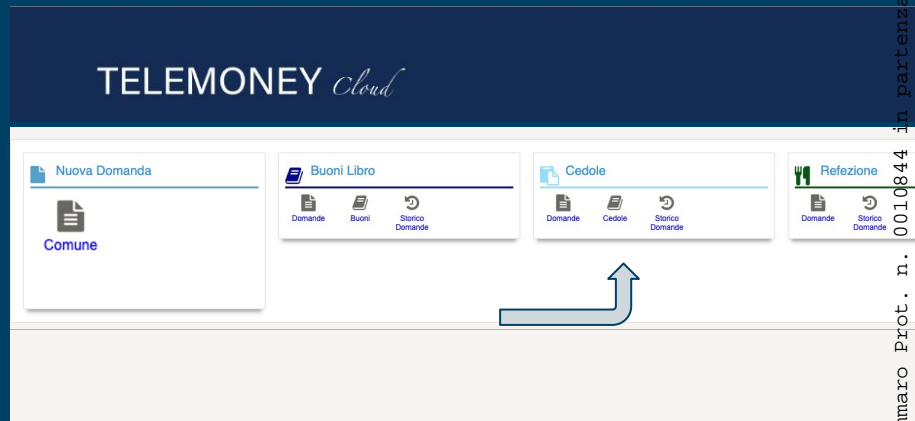 TELEMONEY Cloud
Nuova Domanda
Comune
Buoni Libro
Domande
Buoni
Storico
Domande
Cedole
Domande
Cedole
Storico
Domande
Refezione
Domande
Storico
Domande
Prot. n. 0010844 in partenza